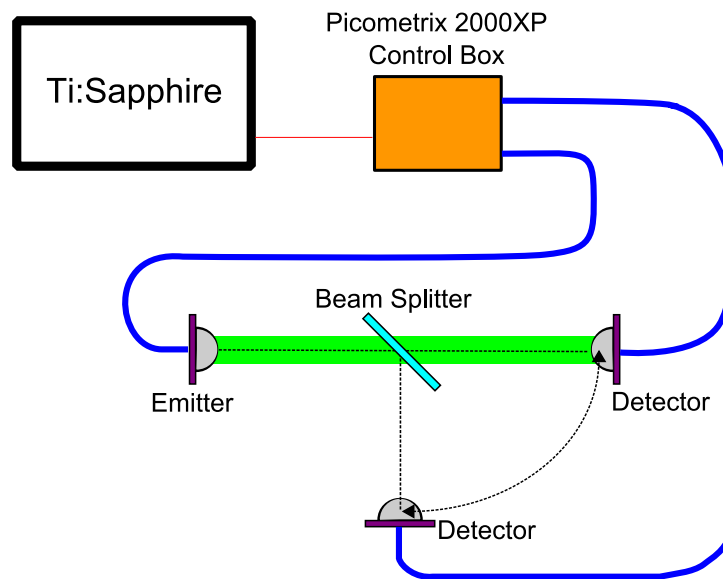 Picometrix 2000XP
Control Box
Ti:Sapphire
Beam Splitter
Emitter
Detector
Detector